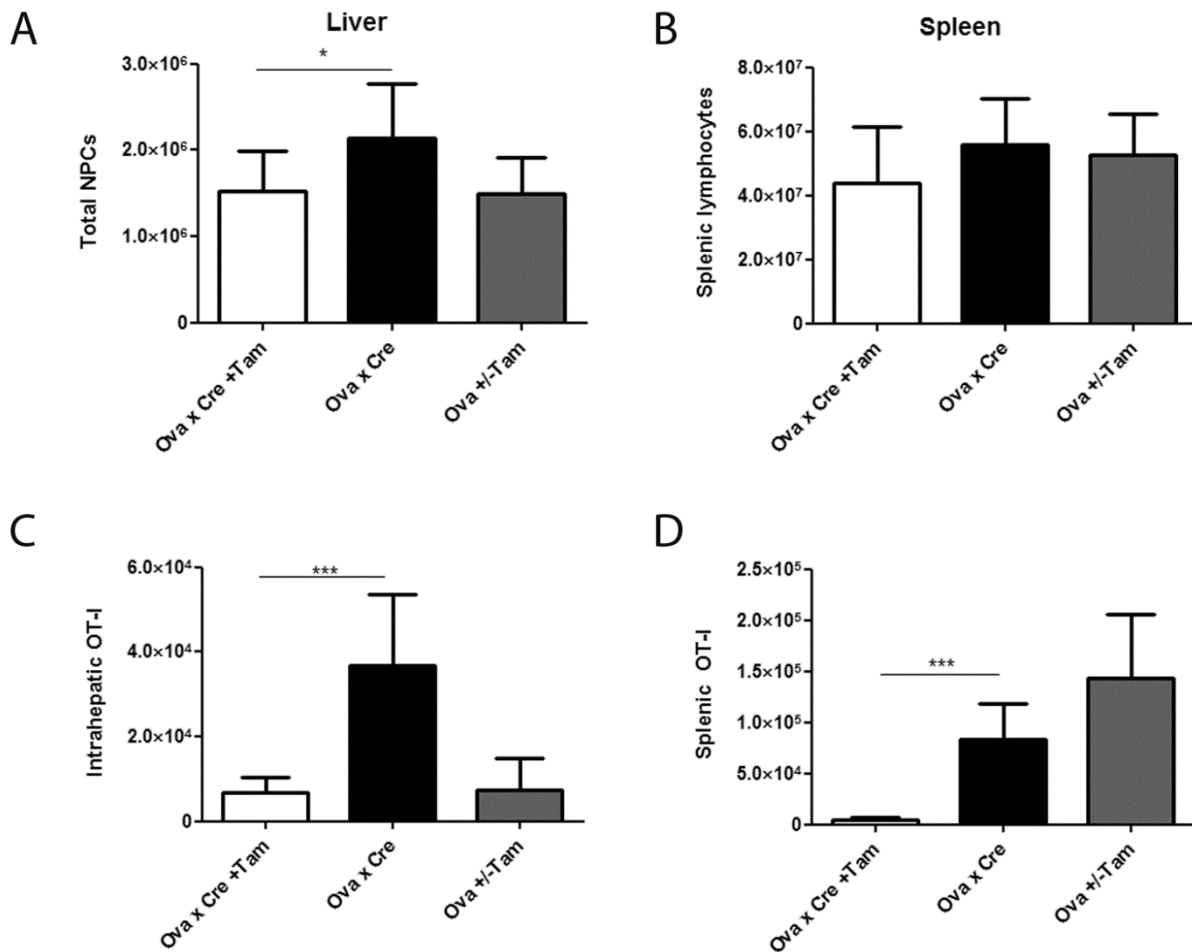 A
Liver
*
3.0×10⁶
2.0×10⁶
1.0×10⁶
0
Total NPCs
Ova x Cre +Tam
Ova x Cre
Ova +/-Tam
B
Spleen
8.0×10⁷
6.0×10⁷
4.0×10⁷
2.0×10⁷
0
Splenic lymphocytes
Ova x Cre +Tam
Ova x Cre
Ova +/-Tam
C
***
6.0×10⁴
4.0×10⁴
2.0×10⁴
0
Intrahepatic OT-I
Ova x Cre +Tam
Ova x Cre
Ova +/-Tam
D
***
2.5×10⁵
2.0×10⁵
1.5×10⁵
1.0×10⁵
5.0×10⁴
0
Splenic OT-I
Ova x Cre +Tam
Ova x Cre
Ova +/-Tam